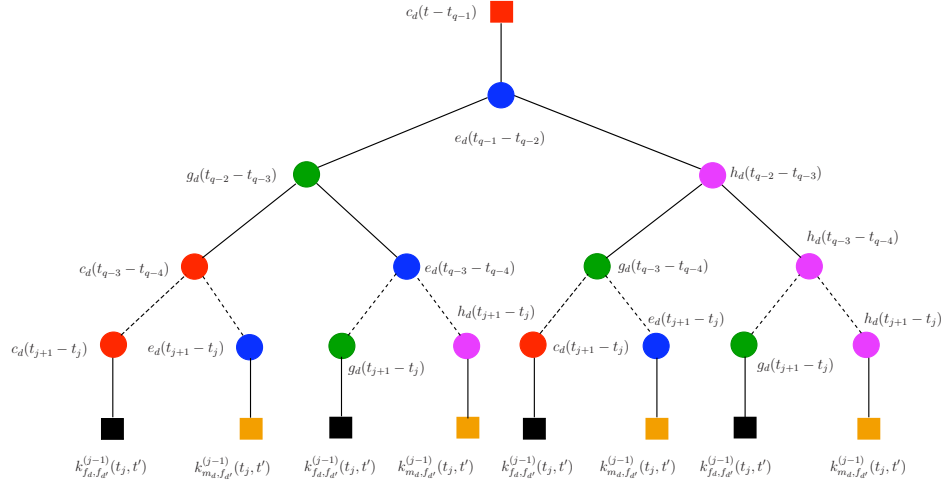 c_d(t − t_{q−1})
e_d(t_{q−1} − t_{q−2})
g_d(t_{q−2} − t_{q−3})
h_d(t_{q−2} − t_{q−3})
h_d(t_{q−3} − t_{q−4})
c_d(t_{q−3} − t_{q−4})
e_d(t_{q−3} − t_{q−4})
g_d(t_{q−3} − t_{q−4})
h_d(t_{j+1} − t_j)
e_d(t_{j+1} − t_j)
h_d(t_{j+1} − t_j)
c_d(t_{j+1} − t_j)
e_d(t_{j+1} − t_j)
c_d(t_{j+1} − t_j)
g_d(t_{j+1} − t_j)
g_d(t_{j+1} − t_j)
k^{(j−1)}_{f_d,f_{d'}}(t_j, t')
k^{(j−1)}_{m_d,f_{d'}}(t_j, t')
k^{(j−1)}_{f_d,f_{d'}}(t_j, t')
k^{(j−1)}_{m_d,f_{d'}}(t_j, t')
k^{(j−1)}_{f_d,f_{d'}}(t_j, t')
k^{(j−1)}_{m_d,f_{d'}}(t_j, t')
k^{(j−1)}_{f_d,f_{d'}}(t_j, t')
k^{(j−1)}_{m_d,f_{d'}}(t_j, t')